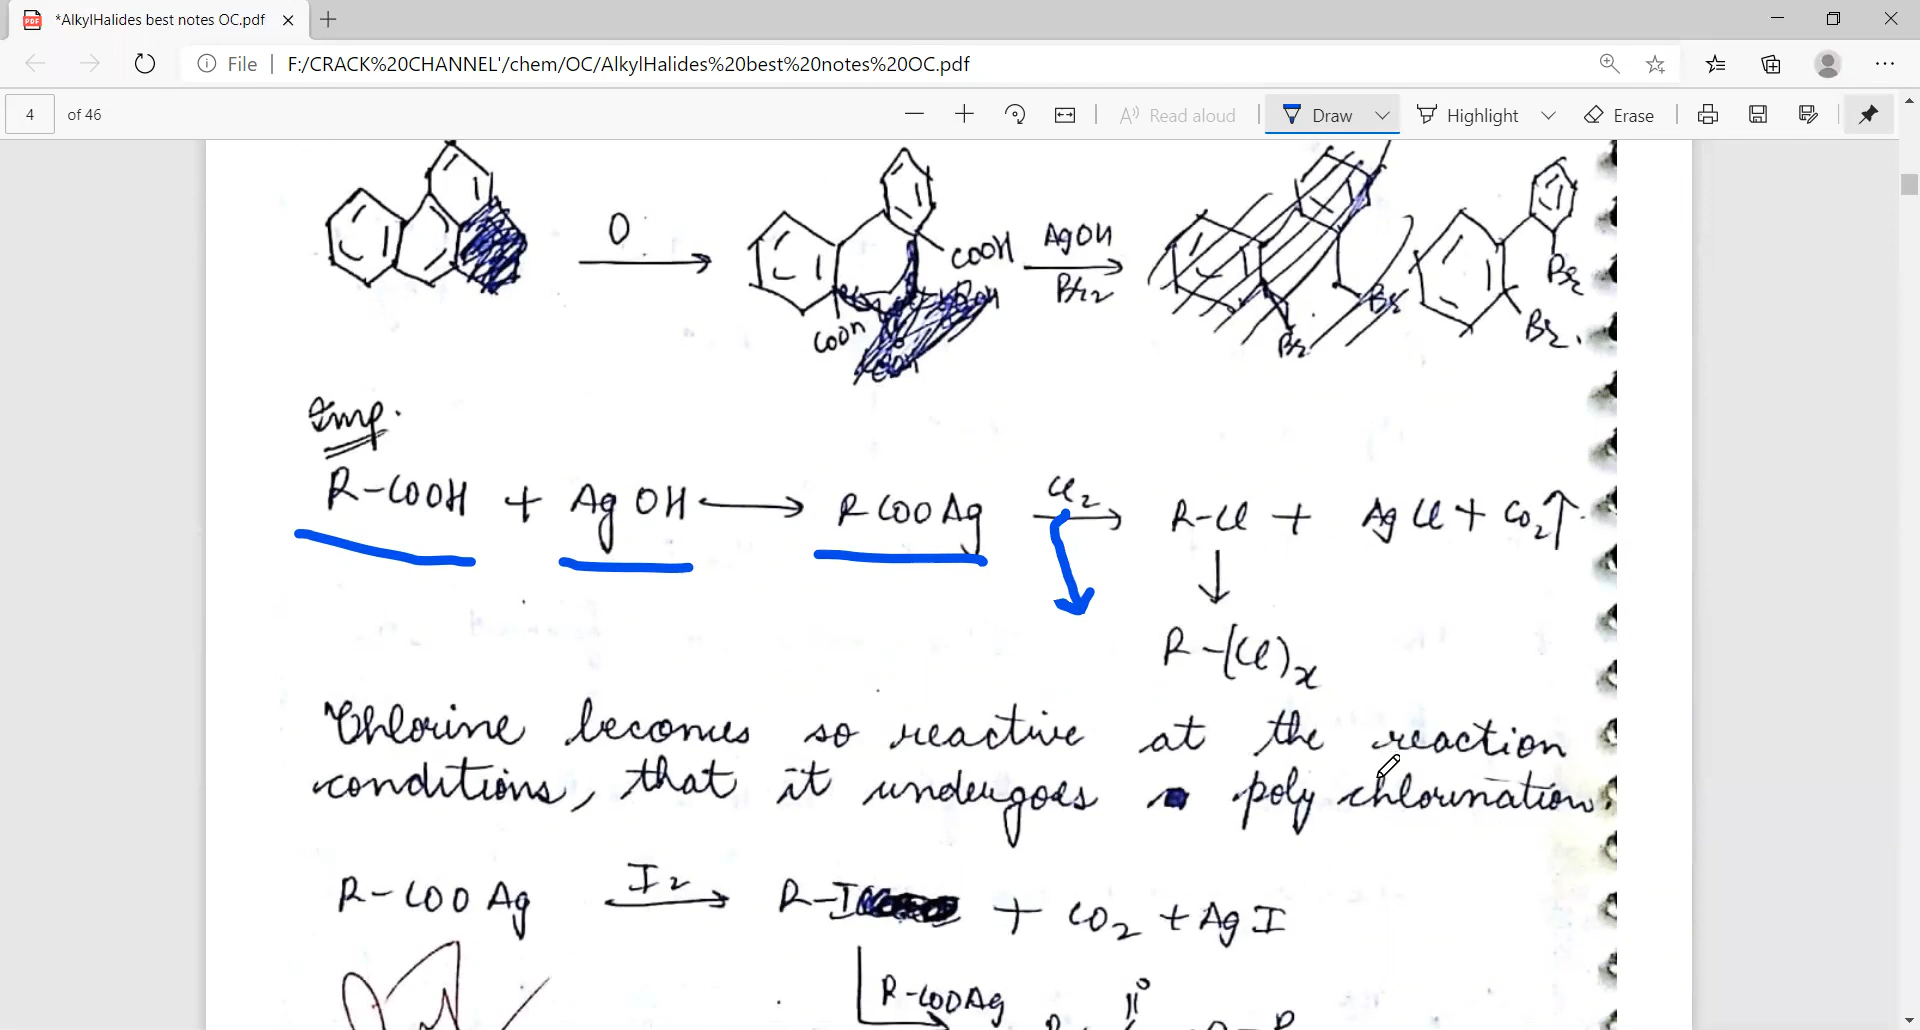 *AlkylHalides best notes OC.pdf
File | F:/CRACK%20CHANNEL'/chem/OC/AlkylHalides%20best%20notes%20OC.pdf
4 of 46 Read aloud Draw Highlight Erase
O
COOH
COOH
AgOH
Br₂
Br
Br
Br
Br.
Imp.
R-COOH + AgOH ⟶ RCOOAg Cl₂ ⟶ R-Cl + AgCl + CO₂↑
↓
R-(Cl)x
Chlorine becomes so reactive at the reaction
conditions, that it undergoes poly chlorination.
R-COOAg I₂ ⟶ R-I + CO₂ + AgI
R-COOAg
O